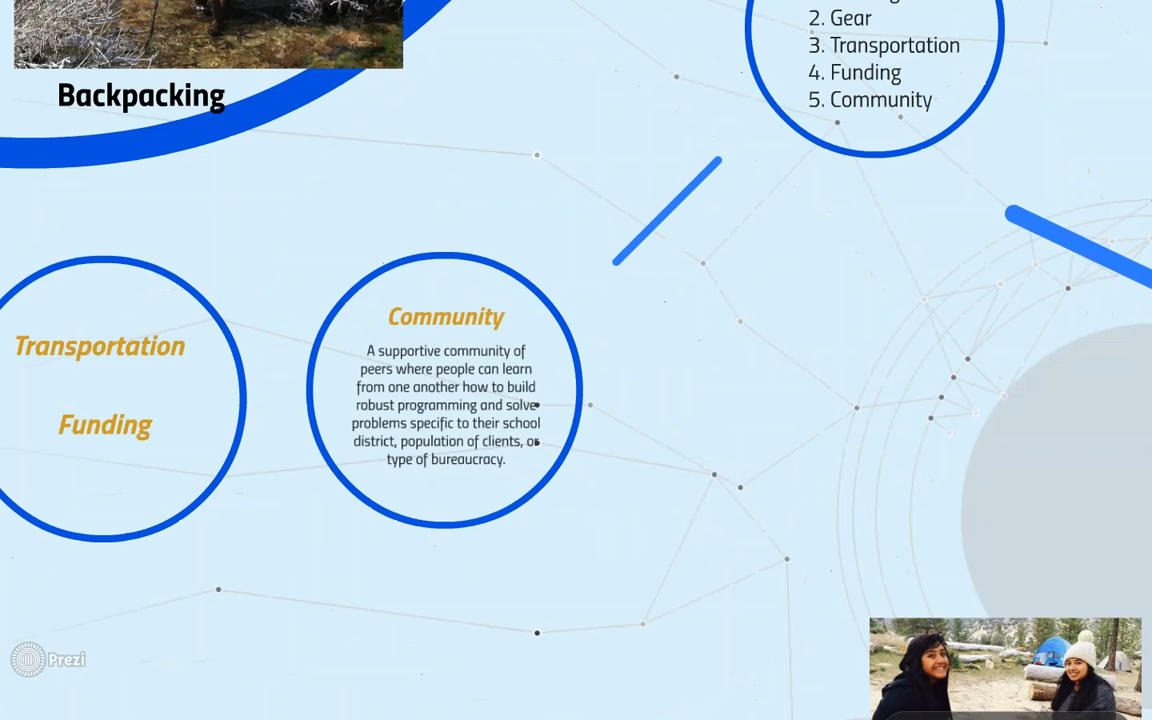 2. Gear
3. Transportation
4. Funding
5. Community
Backpacking
Transportation
Funding
Community
A supportive community of
peers where people can learn
from one another how to build
robust programming and solve
problems specific to their school
district, population of clients, or
type of bureaucracy.
Prezi